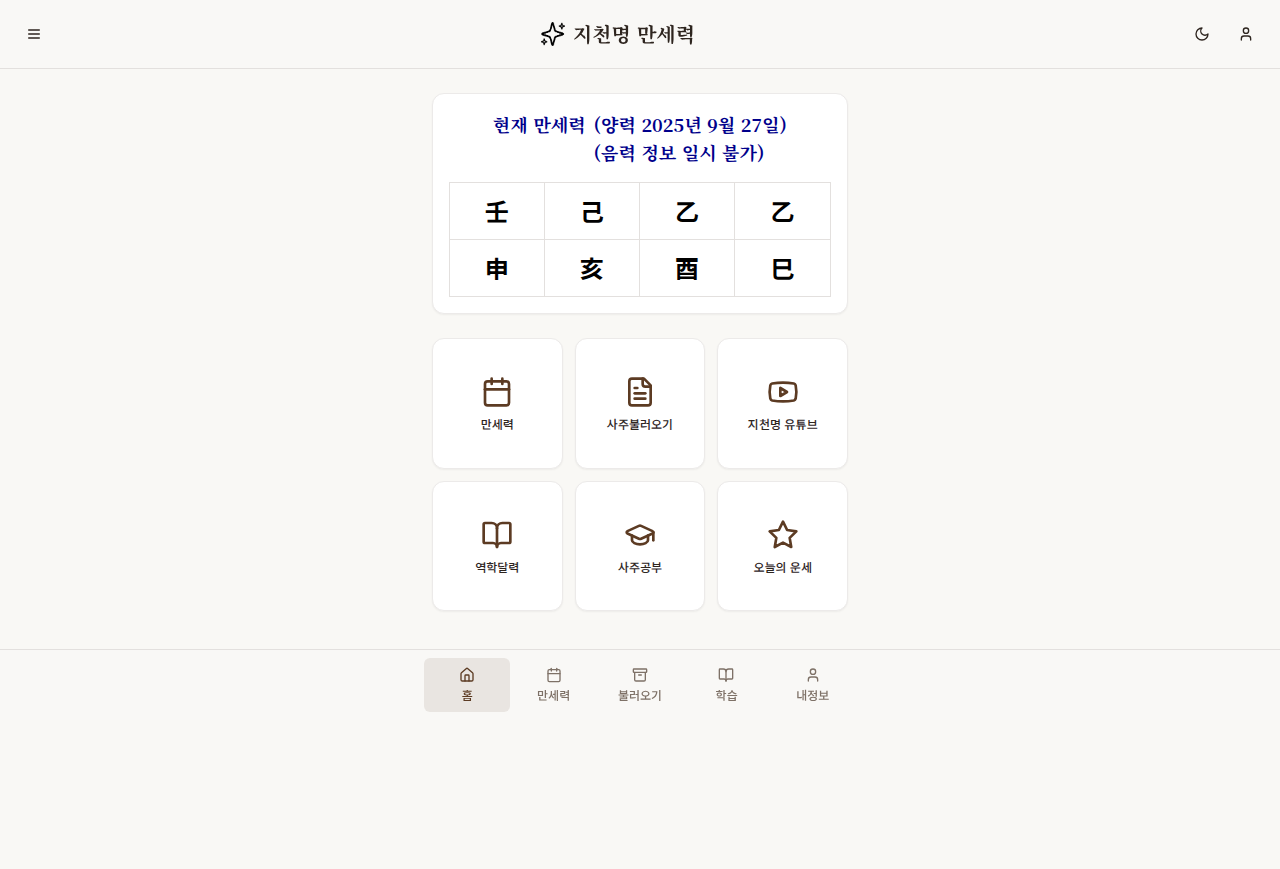 지천명 만세력
현재 만세력 (양력 2025년 9월 27일)
(음력 정보 일시 불가)
壬 己 乙 乙
申 亥 酉 巳
만세력 사주불러오기 지천명 유튜브
역학달력 사주공부 오늘의 운세
홈 만세력 불러오기 학습 내정보